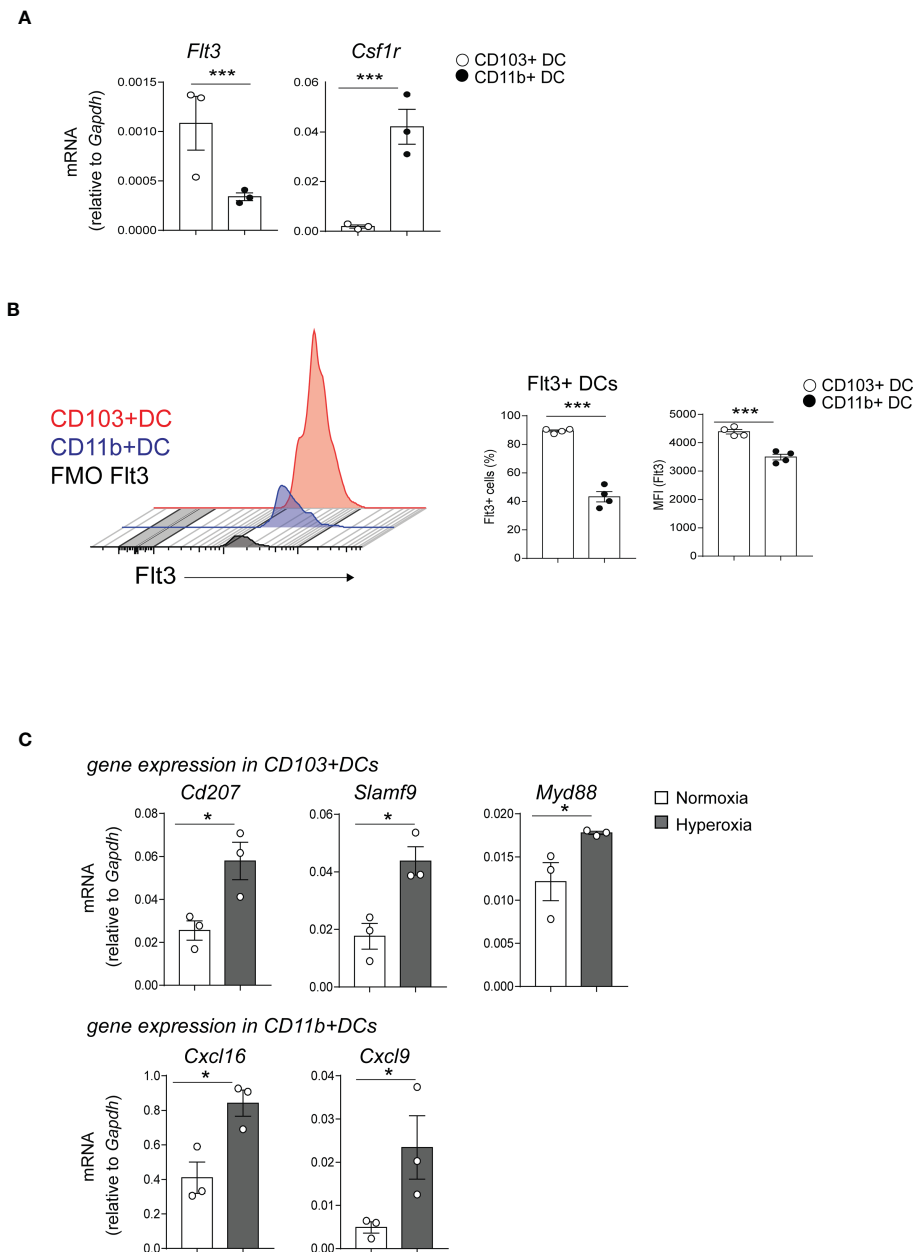 A
Flt3
Csf1r
CD103+ DC
CD11b+ DC
***
***
mRNA
(relative to Gapdh)
0.0015
0.0010
0.0005
0.0000
0.06
0.04
0.02
0.00
B
CD103+DC
CD11b+DC
FMO Flt3
Flt3
Flt3+ DCs
CD103+ DC
CD11b+ DC
***
***
Flt3+ cells (%)
100
80
60
40
20
0
MFI (Flt3)
5000
4000
3000
2000
1000
0
C
gene expression in CD103+DCs
Cd207
Slamf9
Myd88
Normoxia
Hyperoxia
*
*
*
mRNA
(relative to Gapdh)
0.08
0.06
0.04
0.02
0.00
0.06
0.04
0.02
0.00
0.020
0.015
0.010
0.005
0.000
gene expression in CD11b+DCs
Cxcl16
Cxcl9
*
*
mRNA
(relative to Gapdh)
1.0
0.8
0.6
0.4
0.2
0.0
0.04
0.03
0.02
0.01
0.00